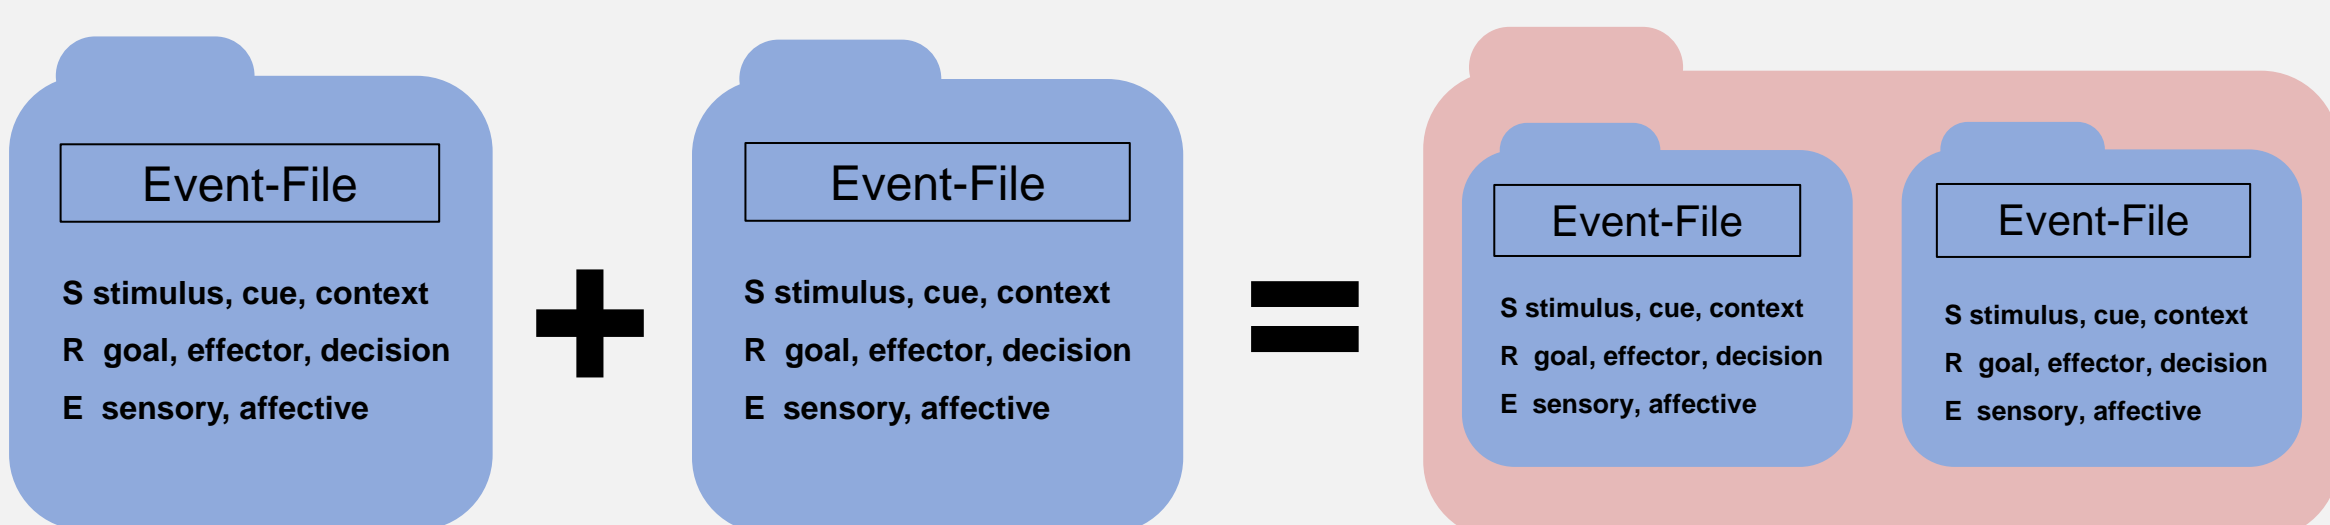 Event-File
S stimulus, cue, context
R goal, effector, decision
E sensory, affective
+
Event-File
S stimulus, cue, context
R goal, effector, decision
E sensory, affective
=
Event-File
S stimulus, cue, context
R goal, effector, decision
E sensory, affective
Event-File
S stimulus, cue, context
R goal, effector, decision
E sensory, affective